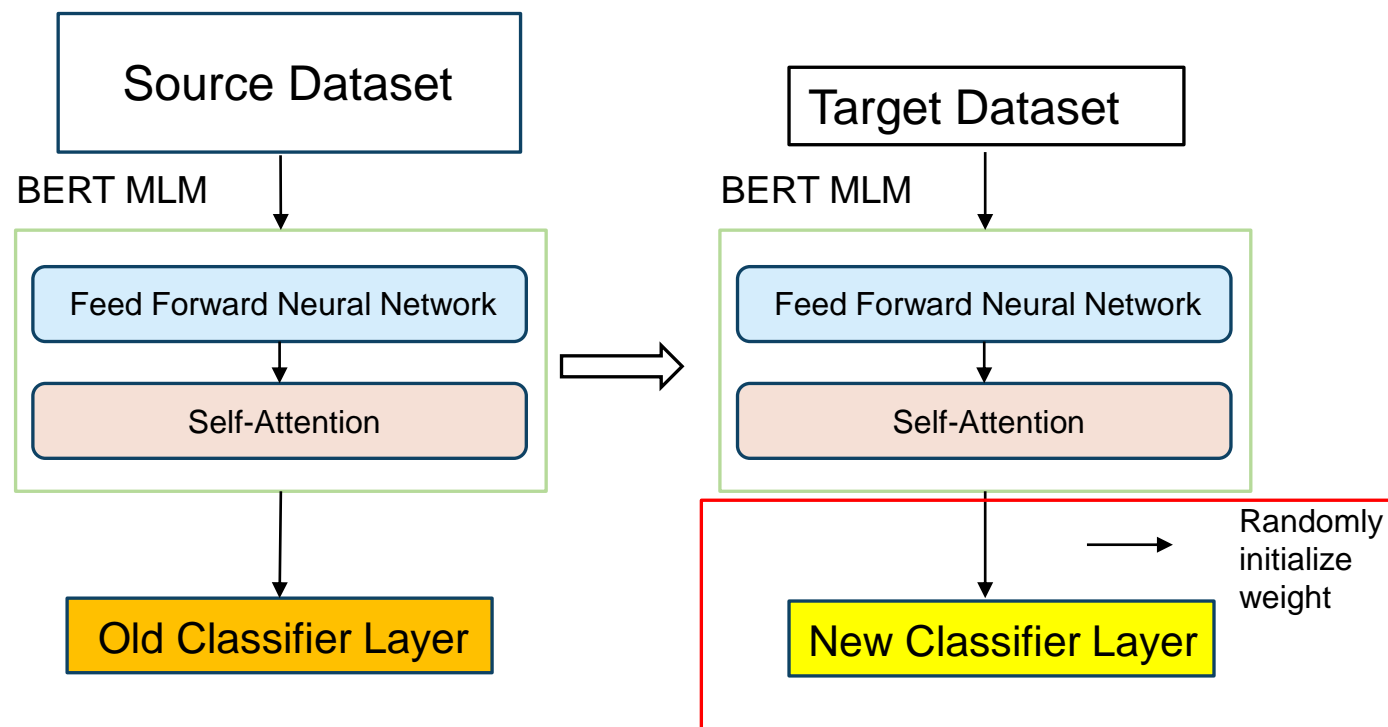 Source Dataset
Target Dataset
BERT MLM
BERT MLM
Feed Forward Neural Network
Feed Forward Neural Network
Self-Attention
Self-Attention
Randomly
initialize
weight
Old Classifier Layer
New Classifier Layer